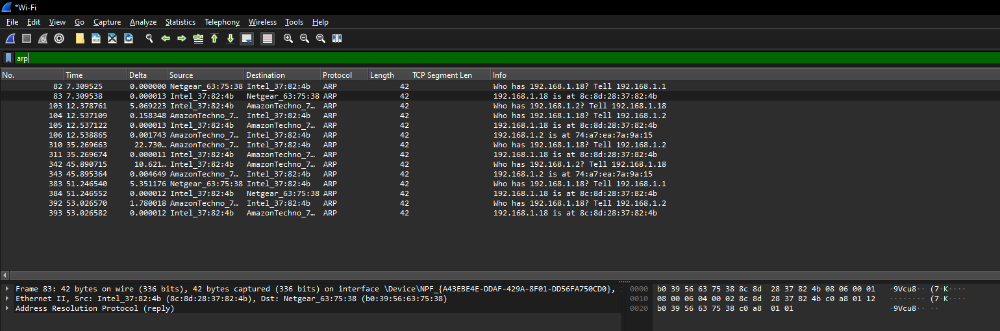 *Wi-Fi
File Edit View Go Capture Analyze Statistics Telephony Wireless Tools Help
arp
No. Time Delta Source Destination Protocol Length TCP Segment Len Info
82 7.309525 0.000000 Netgear_63:75:38 Intel_37:82:4b ARP 42 Who has 192.168.1.18? Tell 192.168.1.1
83 7.309538 0.000013 Intel_37:82:4b Netgear_63:75:38 ARP 42 192.168.1.18 is at 8c:8d:28:37:82:4b
103 12.378761 5.069223 Intel_37:82:4b AmazonTechno_7… ARP 42 Who has 192.168.1.2? Tell 192.168.1.18
104 12.537109 0.158348 AmazonTechno_7… Intel_37:82:4b ARP 42 Who has 192.168.1.18? Tell 192.168.1.2
105 12.537122 0.000013 Intel_37:82:4b AmazonTechno_7… ARP 42 192.168.1.18 is at 8c:8d:28:37:82:4b
106 12.538865 0.001743 AmazonTechno_7… Intel_37:82:4b ARP 42 192.168.1.2 is at 74:a7:ea:7a:9a:15
310 35.269663 22.730… AmazonTechno_7… Intel_37:82:4b ARP 42 Who has 192.168.1.18? Tell 192.168.1.2
311 35.269674 0.000011 Intel_37:82:4b AmazonTechno_7… ARP 42 192.168.1.18 is at 8c:8d:28:37:82:4b
342 45.890715 10.621… Intel_37:82:4b AmazonTechno_7… ARP 42 Who has 192.168.1.2? Tell 192.168.1.18
343 45.895364 0.004649 AmazonTechno_7… Intel_37:82:4b ARP 42 192.168.1.2 is at 74:a7:ea:7a:9a:15
383 51.246540 5.351176 Netgear_63:75:38 Intel_37:82:4b ARP 42 Who has 192.168.1.18? Tell 192.168.1.1
384 51.246552 0.000012 Intel_37:82:4b Netgear_63:75:38 ARP 42 192.168.1.18 is at 8c:8d:28:37:82:4b
392 53.026570 1.780018 AmazonTechno_7… Intel_37:82:4b ARP 42 Who has 192.168.1.18? Tell 192.168.1.2
393 53.026582 0.000012 Intel_37:82:4b AmazonTechno_7… ARP 42 192.168.1.18 is at 8c:8d:28:37:82:4b
Frame 83: 42 bytes on wire (336 bits), 42 bytes captured (336 bits) on interface \Device\NPF_{A43EBE4E-DDAF-429A-8F01-DD56FA750CD0},
Ethernet II, Src: Intel_37:82:4b (8c:8d:28:37:82:4b), Dst: Netgear_63:75:38 (b0:39:56:63:75:38)
Address Resolution Protocol (reply)
0000 b0 39 56 63 75 38 8c 8d 28 37 82 4b 08 06 00 01 ·9Vcu8·· (7·K····
0010 08 00 06 04 00 02 8c 8d 28 37 82 4b c0 a8 01 12 ········ (7·K····
0020 b0 39 56 63 75 38 c0 a8 01 01 ·9Vcu8·· ··